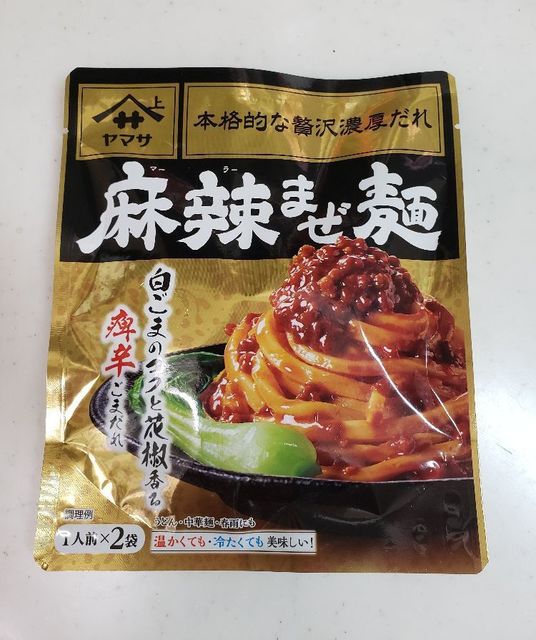 上
サ
ヤマサ
本格的な贅沢濃厚だれ
マー ラー
麻辣まぜ麺
白ごまのコクと花椒香る
痺辛ごまだれ
調理例
1人前×2袋
うどん・中華麺・春雨にも
温かくても・冷たくても美味しい!